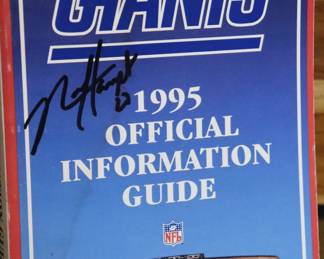 GIANTS
1995
OFFICIAL
INFORMATION
GUIDE
NFL